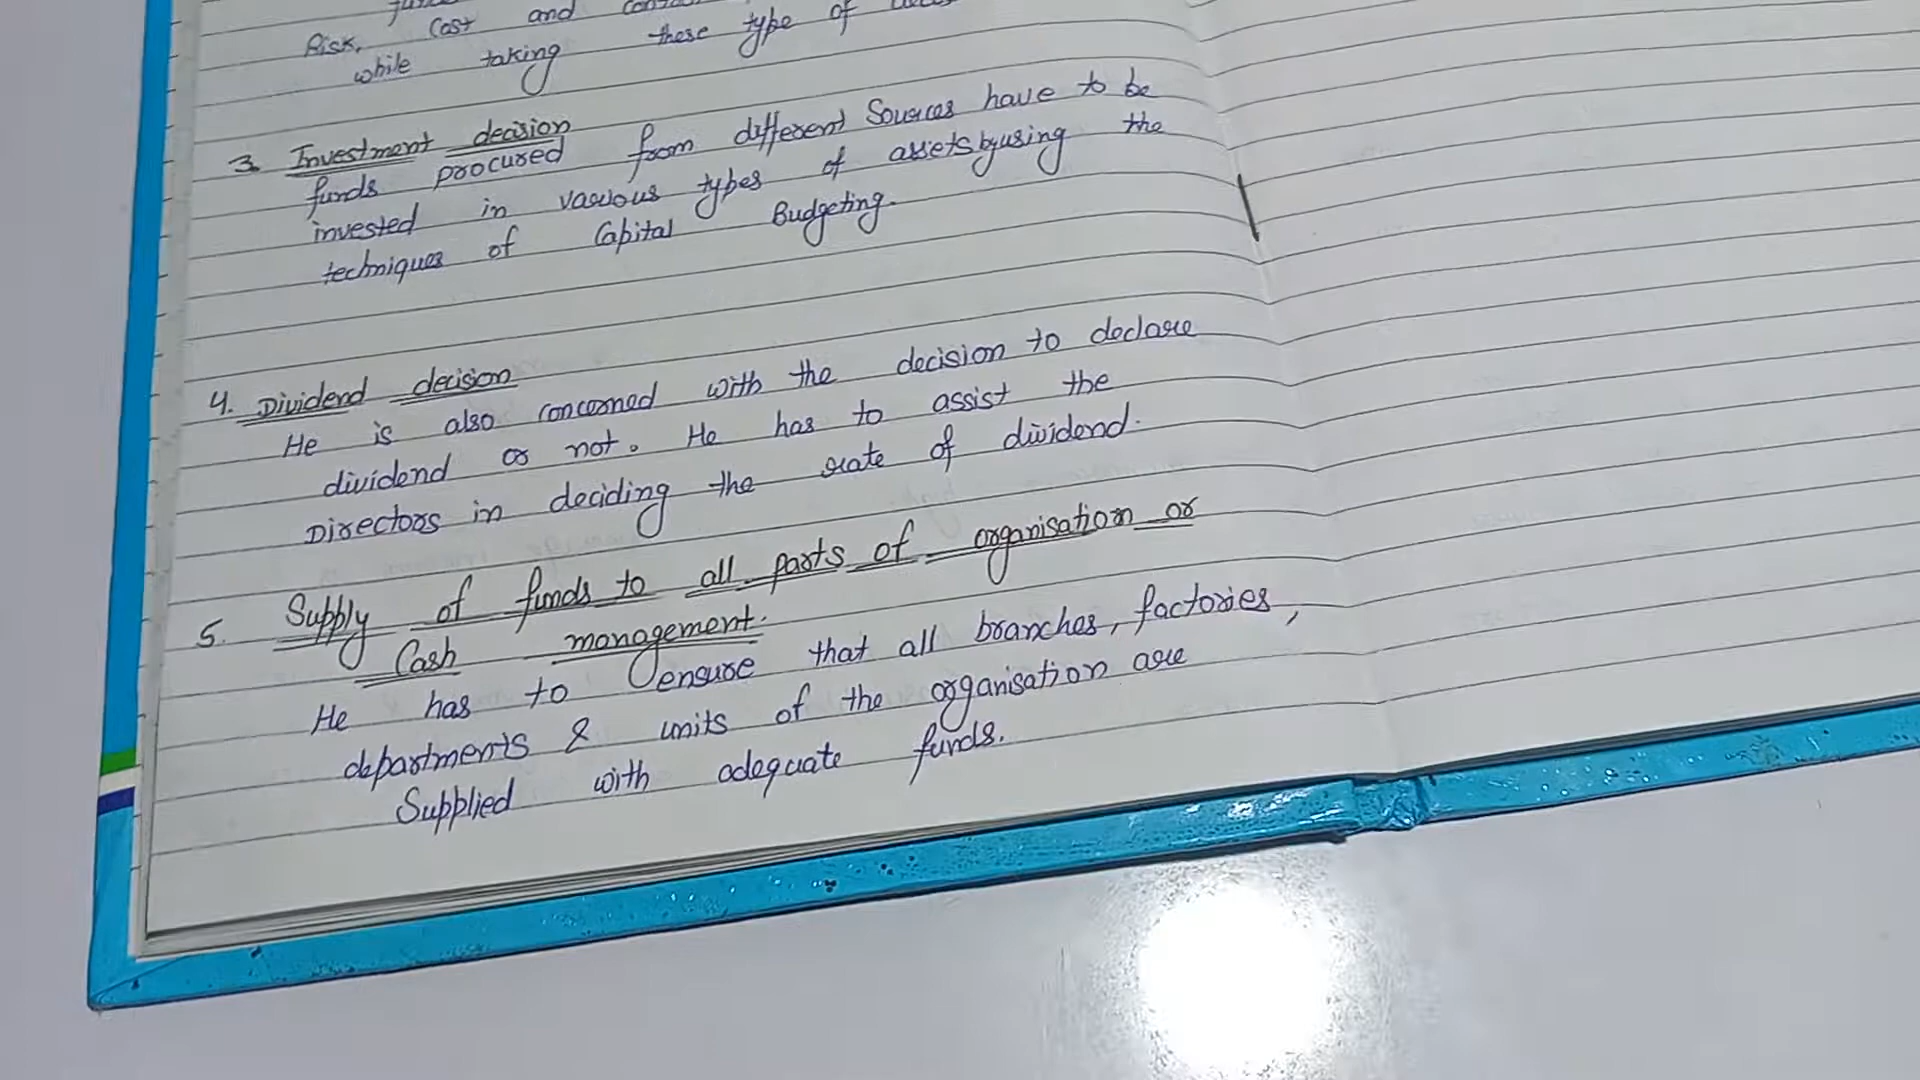 Risk, Cost and
while taking these type of
3. Investment decision
funds procured from different Sources have to be
invested in various types of assets by using the
techniques of Capital Budgeting.
4. Dividend decision
He is also concerned with the decision to declare
dividend or not. He has to assist the
Directors in deciding the rate of dividend.
5. Supply of funds to all parts of organisation or
Cash management.
He has to ensure that all branches, factories,
departments & units of the organisation are
Supplied with adequate funds.